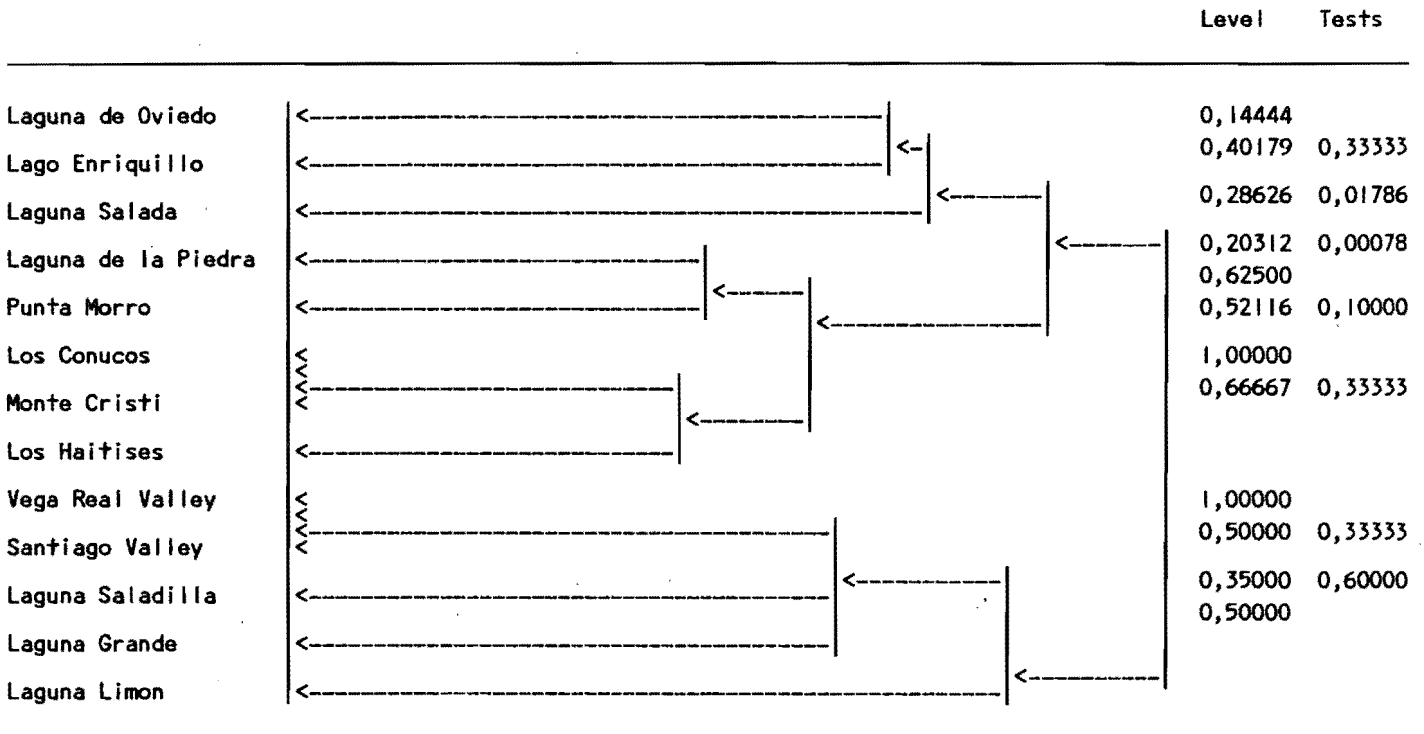 Level Tests
Laguna de Oviedo 0,14444
0,40179 0,33333
Lago Enriquillo
0,28626 0,01786
Laguna Salada
0,20312 0,00078
Laguna de la Piedra
0,62500
Punta Morro 0,52116 0,10000
Los Conucos 1,00000
0,66667 0,33333
Monte Cristi
Los Haitises
Vega Real Valley 1,00000
0,50000 0,33333
Santiago Valley
0,35000 0,60000
Laguna Saladilla
0,50000
Laguna Grande
Laguna Limon